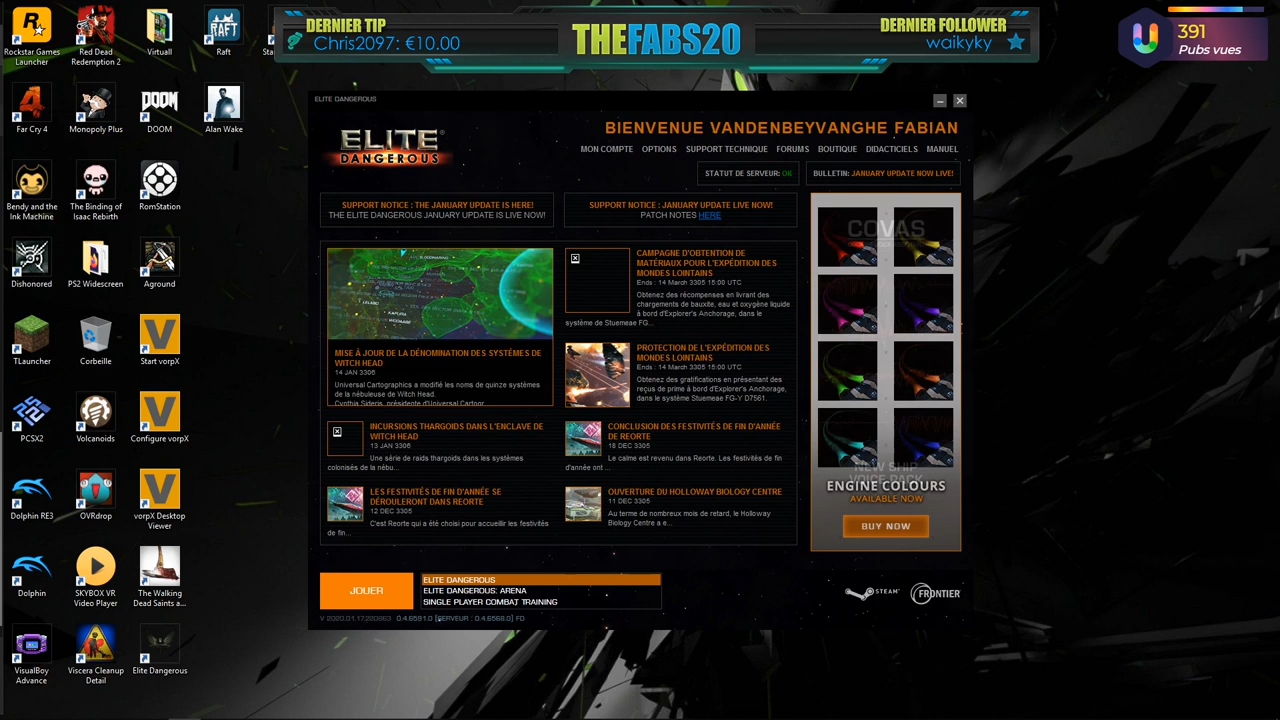 DERNIER TIP
Chris2097: €10.00
THEFABS20
DERNIER FOLLOWER
waikyky
391
Pubs vues
Rockstar Games
Launcher
Red Dead
Redemption 2
Virtuall
Raft
Far Cry 4
Monopoly Plus
DOOM
Alan Wake
Bendy and the
Ink Machine
The Binding of
Isaac Rebirth
RomStation
Dishonored
PS2 Widescreen
Aground
TLauncher
Corbeille
Start vorpX
PCSX2
Volcanoids
Configure vorpX
Dolphin RE3
OVRdrop
vorpX Desktop
Viewer
Dolphin
SKYBOX VR
Video Player
The Walking
Dead Saints a...
VisualBoy
Advance
Viscera Cleanup
Detail
Elite Dangerous
ELITE DANGEROUS
ELITE
DANGEROUS
BIENVENUE VANDENBEYVANGHE FABIAN
MON COMPTE OPTIONS SUPPORT TECHNIQUE FORUMS BOUTIQUE DIDACTICIELS MANUEL
STATUT DE SERVEUR: OK
BULLETIN: JANUARY UPDATE NOW LIVE!
SUPPORT NOTICE : THE JANUARY UPDATE IS HERE!
THE ELITE DANGEROUS JANUARY UPDATE IS LIVE NOW!
SUPPORT NOTICE : JANUARY UPDATE LIVE NOW!
PATCH NOTES HERE
MISE À JOUR DE LA DÉNOMINATION DES SYSTÈMES DE
WITCH HEAD
14 JAN 3306
Universal Cartographics a modifié les noms de quinze systèmes
de la nébuleuse de Witch Head.
Cynthia Sideris, présidente d'Universal Cartogr
CAMPAGNE D'OBTENTION DE
MATÉRIAUX POUR L'EXPÉDITION DES
MONDES LOINTAINS
Ends : 14 March 3305 15:00 UTC
Obtenez des récompenses en livrant des
chargements de bauxite, eau et oxygène liquide
à bord d'Explorer's Anchorage, dans le
système de Stuemeae FG...
PROTECTION DE L'EXPÉDITION DES
MONDES LOINTAINS
Ends : 14 March 3305 15:00 UTC
Obtenez des gratifications en présentant des
reçus de prime à bord d'Explorer's Anchorage,
dans le système Stuemeae FG-Y D7561.
INCURSIONS THARGOIDS DANS L'ENCLAVE DE
WITCH HEAD
13 JAN 3306
Une série de raids thargoids dans les systèmes
colonisés de la nébu...
CONCLUSION DES FESTIVITÉS DE FIN D'ANNÉE
DE REORTE
18 DEC 3305
Le calme est revenu dans Reorte. Les festivités de fin
d'année ont ...
LES FESTIVITÉS DE FIN D'ANNÉE SE
DÉROULERONT DANS REORTE
12 DEC 3305
C'est Reorte qui a été choisi pour accueillir les festivités
de fin...
OUVERTURE DU HOLLOWAY BIOLOGY CENTRE
11 DEC 3305
Au terme de nombreux mois de retard, le Holloway
Biology Centre a e...
COVAS
NEW SHIP
VOICE PACK
ENGINE COLOURS
AVAILABLE NOW
BUY NOW
JOUER
ELITE DANGEROUS
ELITE DANGEROUS: ARENA
SINGLE PLAYER COMBAT TRAINING
STEAM
FRONTIER